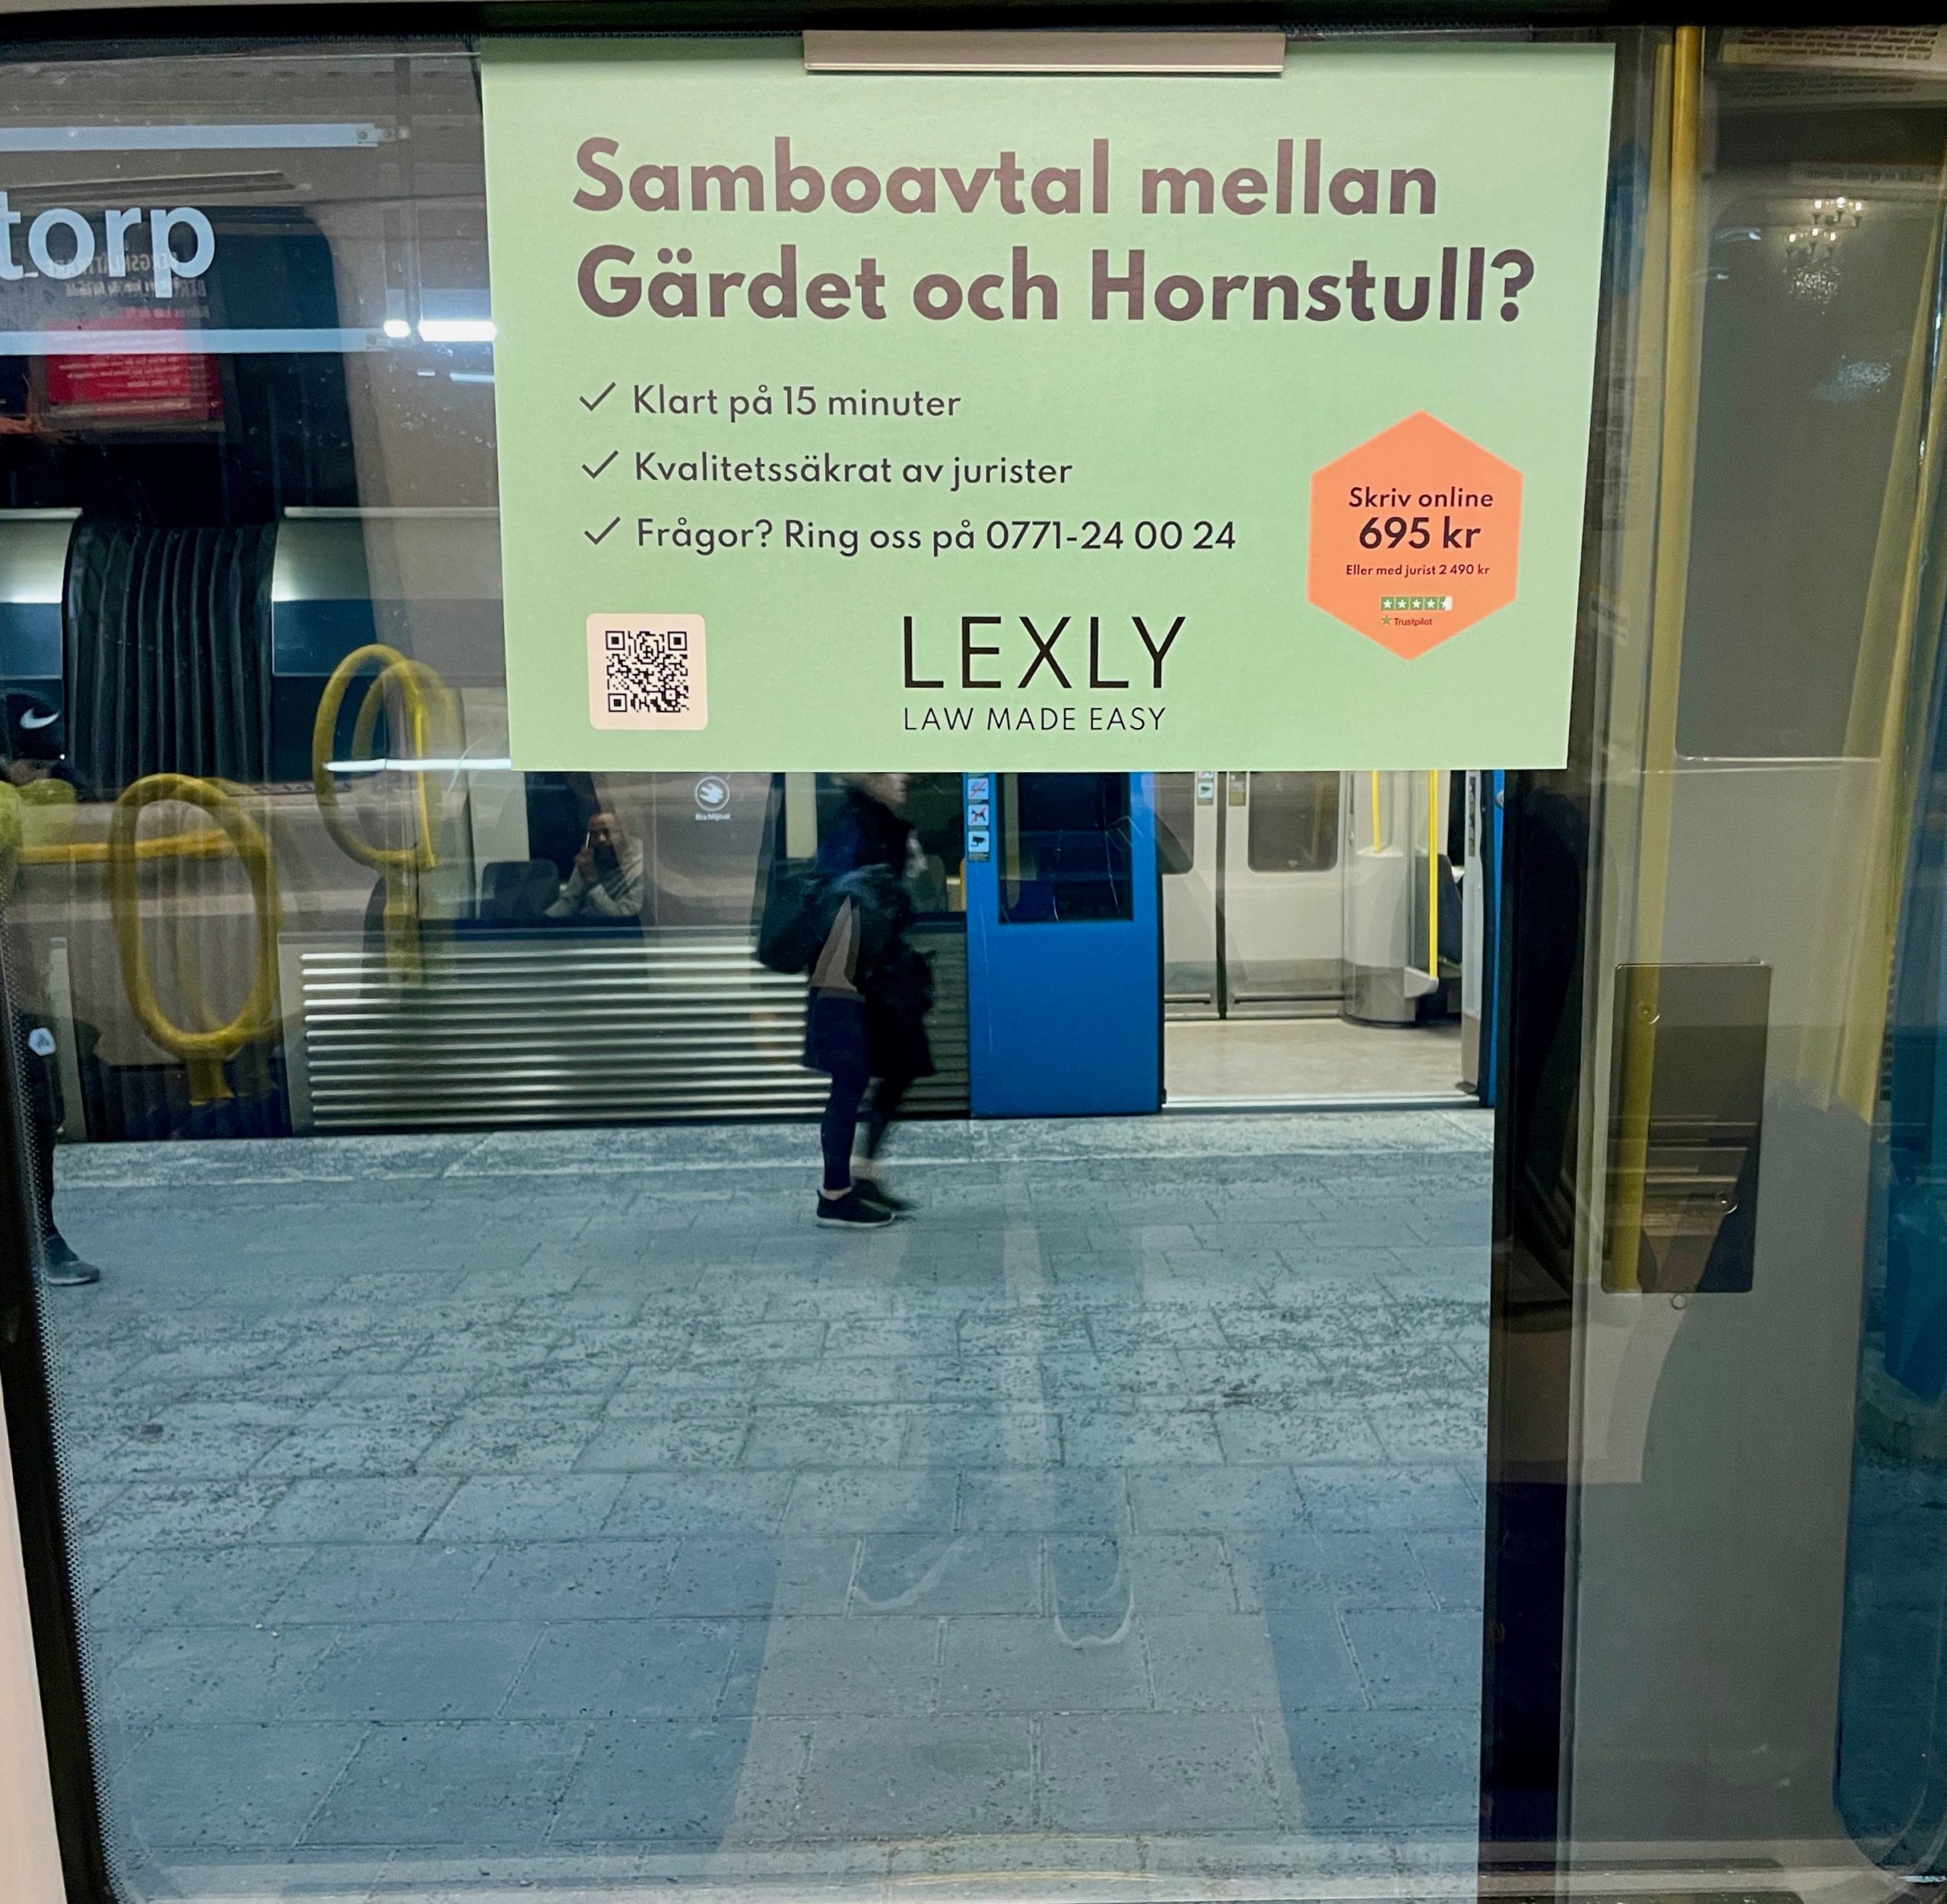 torp
Samboavtal mellan
Gärdet och Hornstull?
Klart på 15 minuter
Kvalitetssäkrat av jurister
Frågor? Ring oss på 0771-24 00 24
Skriv online
695 kr
Eller med jurist 2 490 kr
Trustpilot
LEXLY
LAW MADE EASY